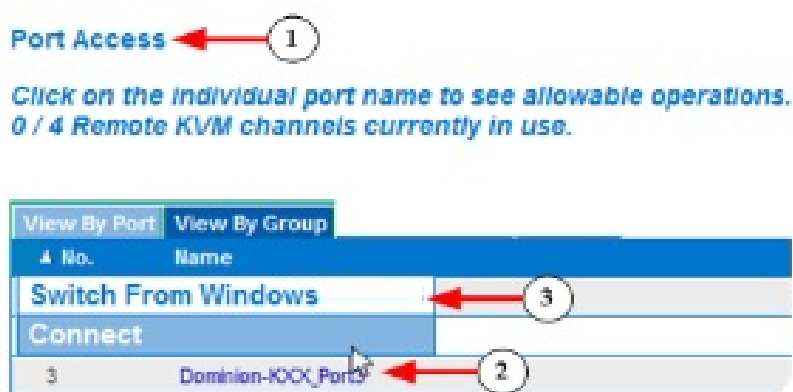 Port Access
1
Click on the individual port name to see allowable operations.
0 / 4 Remote KVM channels currently in use.
View By Port View By Group
▲ No. Name
Switch From Windows
3
Connect
3 2